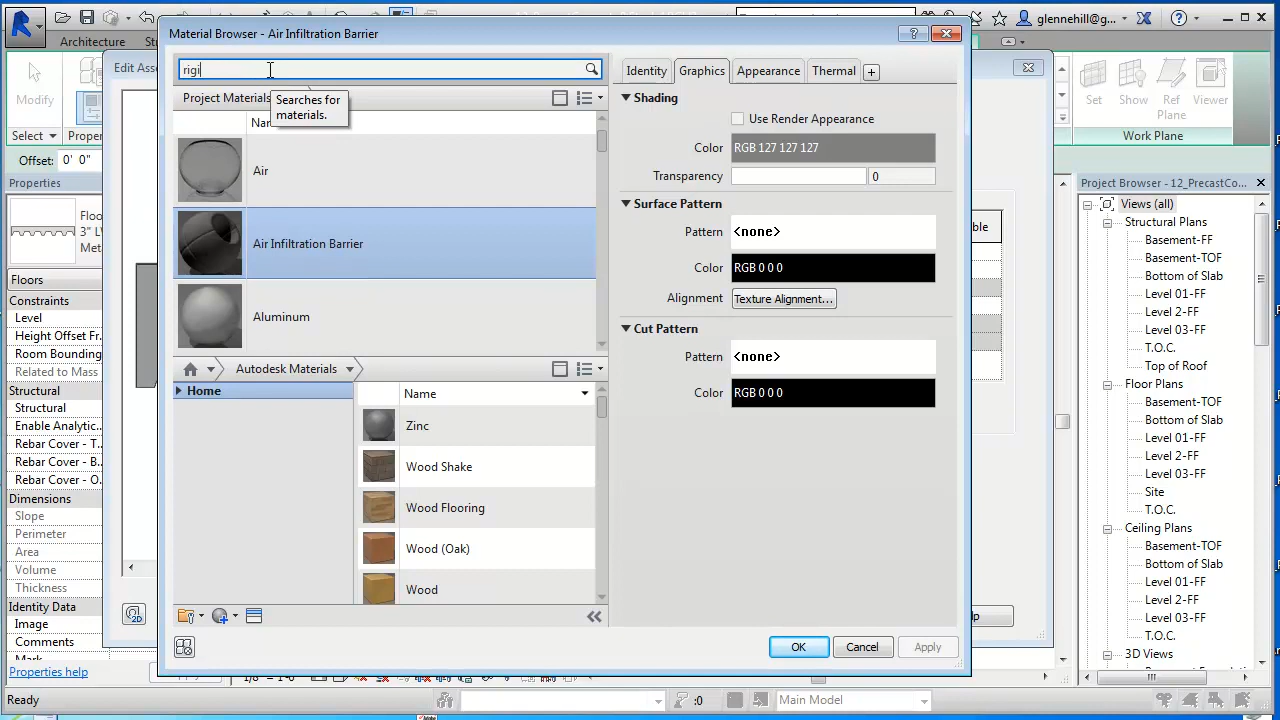 glennehill@g...
Architecture
Material Browser - Air Infiltration Barrier
Edit Asse
rigi
Searches for
materials.
Project Materials
Identity
Graphics
Appearance
Thermal
Modify
Select
Proper
Set
Show
Ref
Plane
Viewer
Work Plane
Offset:
0' 0"
Properties
Floo
3" LV
Meta
Floors
Constraints
Level
Height Offset Fr...
Room Bounding
Related to Mass
Structural
Structural
Enable Analytic...
Rebar Cover - T...
Rebar Cover - B...
Rebar Cover - O...
Dimensions
Slope
Perimeter
Area
Volume
Thickness
Identity Data
Image
Comments
Mark
Properties help
Air
Air Infiltration Barrier
Aluminum
Autodesk Materials
Home
Name
Zinc
Wood Shake
Wood Flooring
Wood (Oak)
Wood
Shading
Use Render Appearance
Color
RGB 127 127 127
Transparency
0
Surface Pattern
Pattern
<none>
Color
RGB 0 0 0
Alignment
Texture Alignment...
Cut Pattern
Pattern
<none>
Color
RGB 0 0 0
OK
Cancel
Apply
Project Browser - 12_PrecastCo...
Views (all)
Structural Plans
Basement-FF
Basement-TOF
Bottom of Slab
Level 01-FF
Level 2-FF
Level 03-FF
T.O.C.
Top of Roof
Floor Plans
Basement-TOF
Bottom of Slab
Level 01-FF
Level 2-FF
Level 03-FF
Site
T.O.C.
Ceiling Plans
Basement-TOF
Bottom of Slab
Level 01-FF
Level 2-FF
Level 03-FF
T.O.C.
3D Views
Ready
:0
Main Model